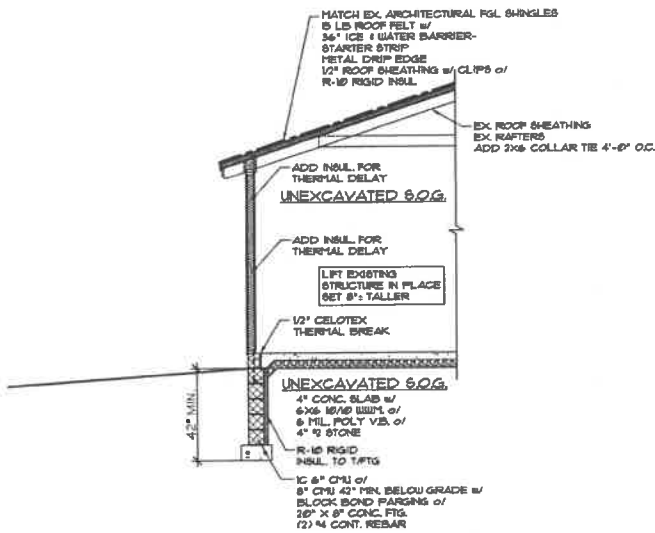 MATCH EX. ARCHITECTURAL FGL SHINGLES
15 LB ROOF FELT w/
36" ICE & WATER BARRIER-
STARTER STRIP
METAL DRIP EDGE
1/2" ROOF SHEATHING w/ CLIPS o/
R-10 RIGID INSUL
EX. ROOF SHEATHING
EX. RAFTERS
ADD 2X6 COLLAR TIE 4'-0" O.C.
ADD INSUL. FOR
THERMAL DELAY
UNEXCAVATED S.O.G.
ADD INSUL. FOR
THERMAL DELAY
LIFT EXISTING
STRUCTURE IN PLACE
SET 8"± TALLER
1/2" CELOTEX
THERMAL BREAK
UNEXCAVATED S.O.G.
4" CONC. SLAB w/
6X6 10/10 WWM. o/
6 MIL. POLY V.B. o/
4" #2 STONE
42" MIN.
R-10 RIGID
INSUL. TO T/FTG
1C 6" CMU o/
8" CMU 42" MIN. BELOW GRADE w/
BLOCK BOND PARGING o/
20" X 8" CONC. FTG.
(2) #4 CONT. REBAR